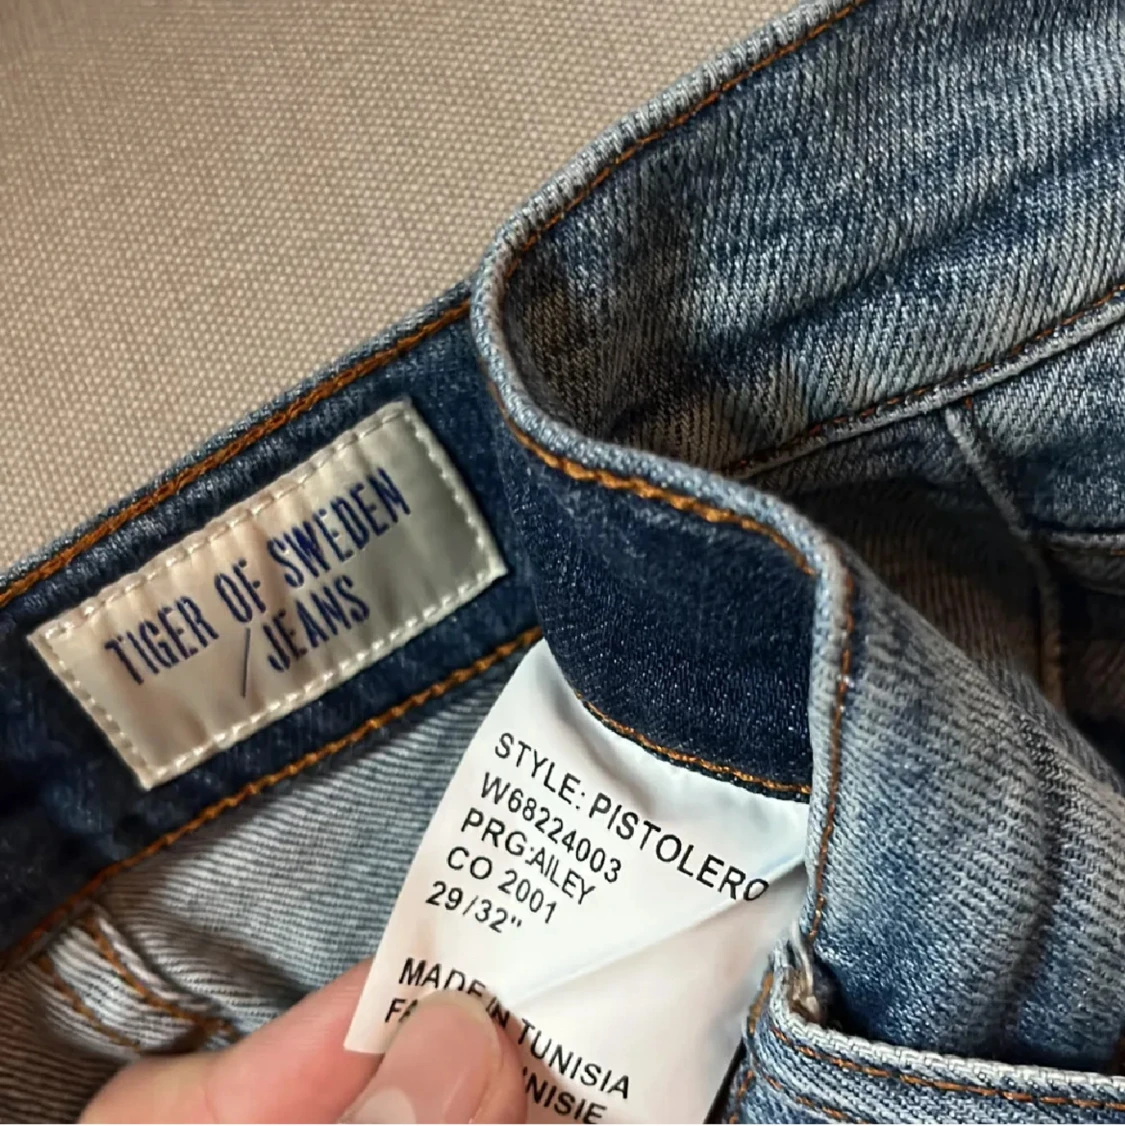 TIGER OF SWEDEN
/JEANS
STYLE: PISTOLERO
W68224003
PRG:AILEY
CO 2001
29/32"
MADE IN TUNISIA